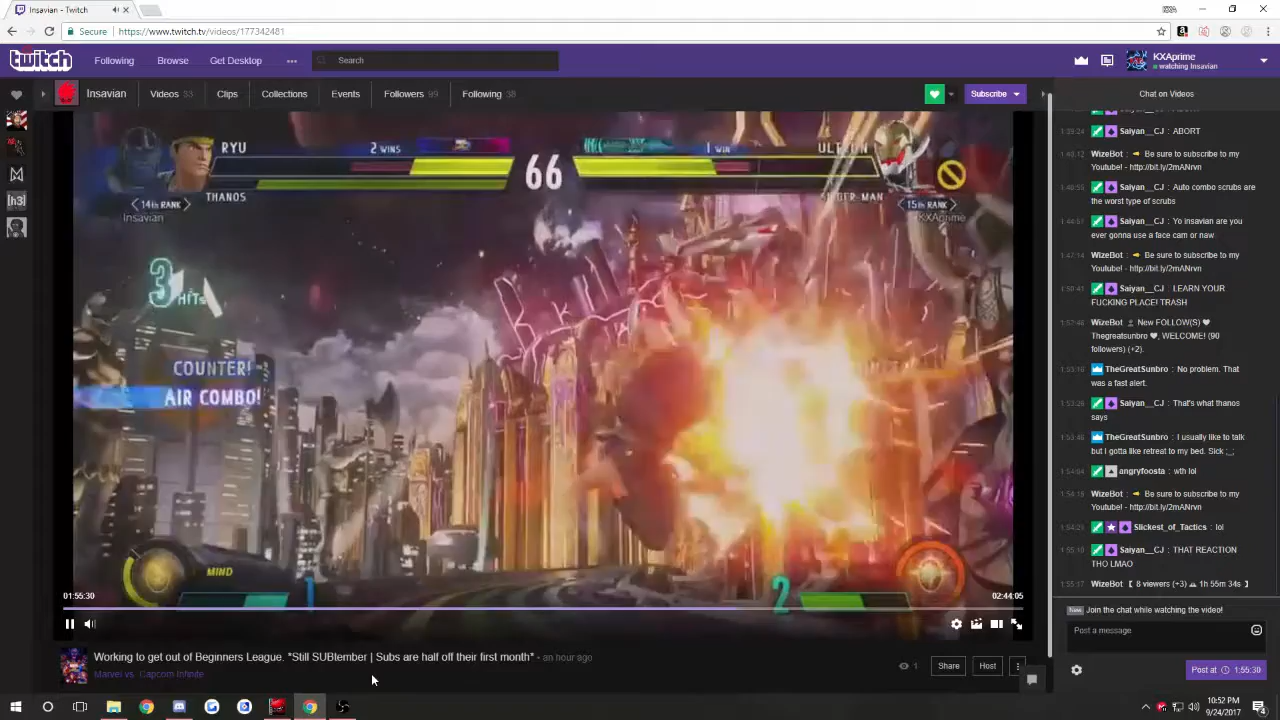 Insavian - Twitch
KXA
Secure
https://www.twitch.tv/videos/177342481
twitch
Following
Browse
Get Desktop
Search
KXAprime
watching Insavian
Insavian
Videos 93
Clips
Collections
Events
Followers 89
Following 38
Subscribe
Chat on Videos
RYU
2 WINS
66
1 WIN
THANOS
14TH RANK
15TH RANK
Insavian
KXAprime
3 HITS
COUNTER!
AIR COMBO!
MIND
2
01:55:30
02:44:05
Working to get out of Beginners League. *Still SUBtember | Subs are half off their first month* - an hour ago
Marvel vs. Capcom Infinite
1
Share
Host
[h3]
Saiyan__CJ : ABORT
WizeBot : Be sure to subscribe to my
Youtube! - http://bit.ly/2mANrvn
Saiyan__CJ : Auto combo scrubs are
the worst type of scrubs
Saiyan__CJ : Yo insavian are you
ever gonna use a face cam or naw
WizeBot : Be sure to subscribe to my
Youtube! - http://bit.ly/2mANrvn
Saiyan__CJ : LEARN YOUR
FUCKING PLACE! TRASH
WizeBot : New FOLLOW(S)
Thegreatsunbro , WELCOME! (90
followers) (+2).
TheGreatSunbro : No problem. That
was a fast alert.
Saiyan__CJ : That's what thanos
says
TheGreatSunbro : I usually like to talk
but i gotta like retreat to my bed. Sick ;_;
angryfoosta : wth lol
WizeBot : Be sure to subscribe to my
Youtube! - http://bit.ly/2mANrvn
Slickest_of_Tactics : lol
Saiyan__CJ : THAT REACTION
THO LMAO
WizeBot 【 8 viewers (+3) 1h 55m 34s 】
New Join the chat while watching the video!
Post a message
Post at 1:55:30
10:52 PM
9/24/2017
4